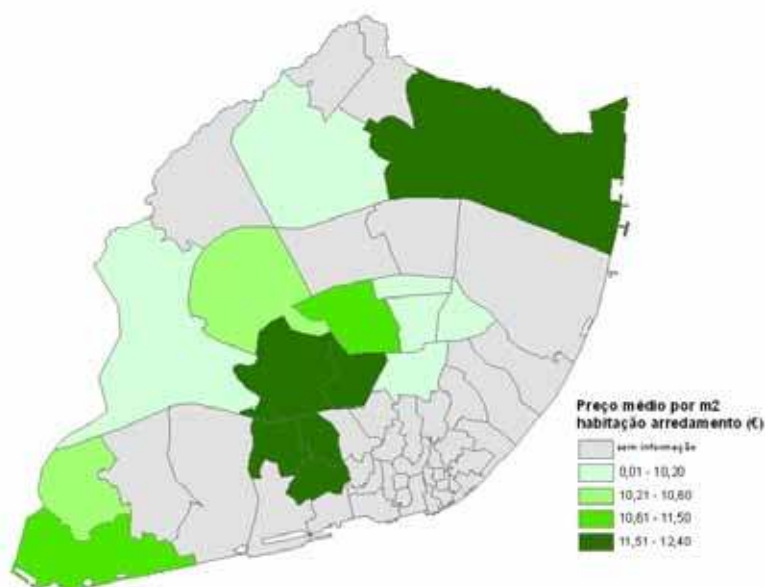 Preço médio por m2
habitação arredamento (€)
sem informação
0,01 - 10,20
10,21 - 10,60
10,61 - 11,50
11,51 - 12,40